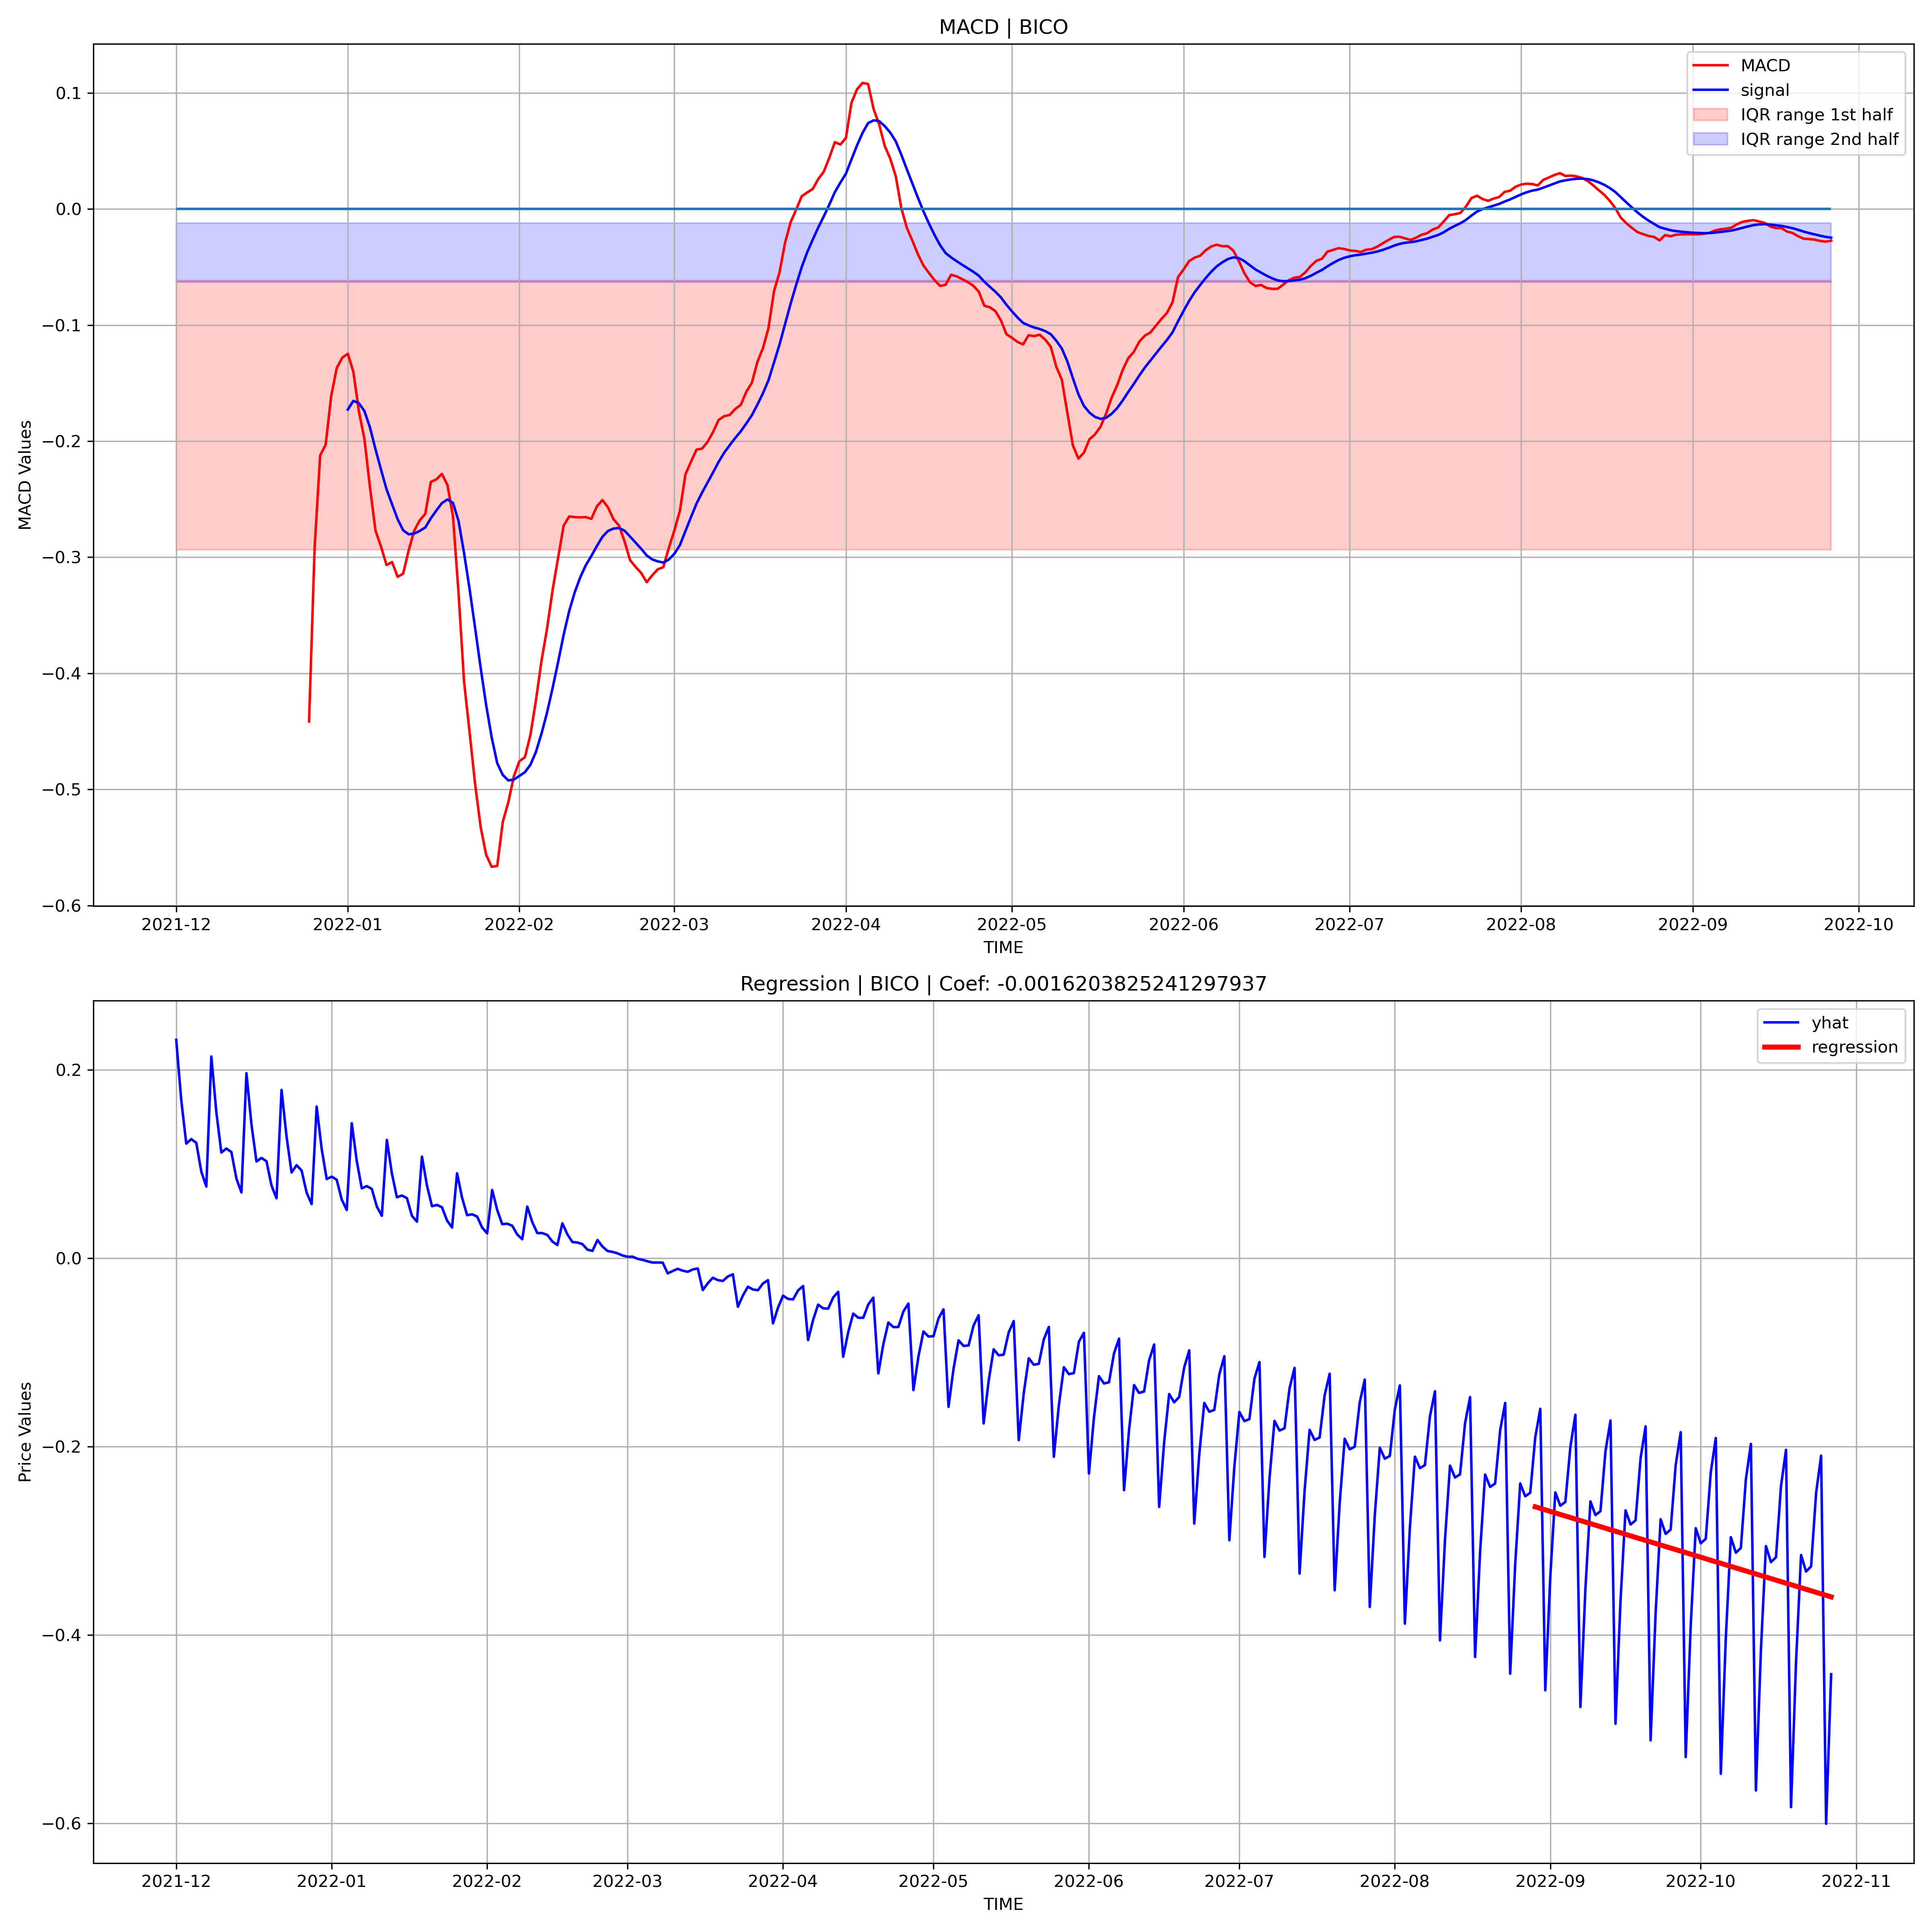 MACD | BICO
MACD
signal
IQR range 1st half
IQR range 2nd half
0.1
0.0
−0.1
−0.2
−0.3
−0.4
−0.5
−0.6
MACD Values
2021-12 2022-01 2022-02 2022-03 2022-04 2022-05 2022-06 2022-07 2022-08 2022-09 2022-10
TIME
Regression | BICO | Coef: -0.0016203825241297937
yhat
regression
0.2
0.0
−0.2
−0.4
−0.6
Price Values
2021-12 2022-01 2022-02 2022-03 2022-04 2022-05 2022-06 2022-07 2022-08 2022-09 2022-10 2022-11
TIME